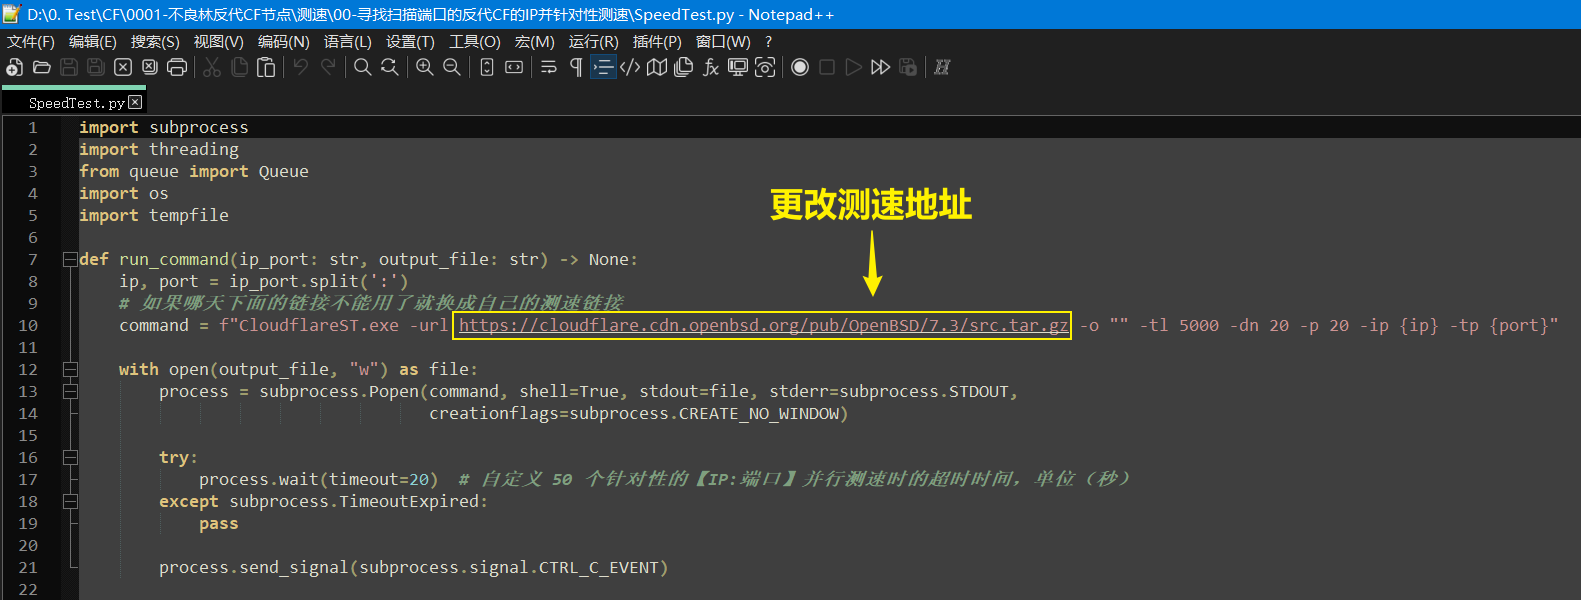 D:\0. Test\CF\0001-不良林反代CF节点\测速\00-寻找扫描端口的反代CF的IP并针对性测速\SpeedTest.py - Notepad++
文件(F) 编辑(E) 搜索(S) 视图(V) 编码(N) 语言(L) 设置(T) 工具(O) 宏(M) 运行(R) 插件(P) 窗口(W) ?
SpeedTest.py
更改测速地址
1 import subprocess
2 import threading
3 from queue import Queue
4 import os
5 import tempfile
6
7 def run_command(ip_port: str, output_file: str) -> None:
8 ip, port = ip_port.split(':')
9 # 如果哪天下面的链接不能用了就换成自己的测速链接
10 command = f"CloudflareST.exe -url https://cloudflare.cdn.openbsd.org/pub/OpenBSD/7.3/src.tar.gz -o "" -tl 5000 -dn 20 -p 20 -ip {ip} -tp {port}"
11
12 with open(output_file, "w") as file:
13 process = subprocess.Popen(command, shell=True, stdout=file, stderr=subprocess.STDOUT,
14 creationflags=subprocess.CREATE_NO_WINDOW)
15
16 try:
17 process.wait(timeout=20) # 自定义 50 个针对性的【IP:端口】并行测速时的超时时间，单位（秒）
18 except subprocess.TimeoutExpired:
19 pass
20
21 process.send_signal(subprocess.signal.CTRL_C_EVENT)
22